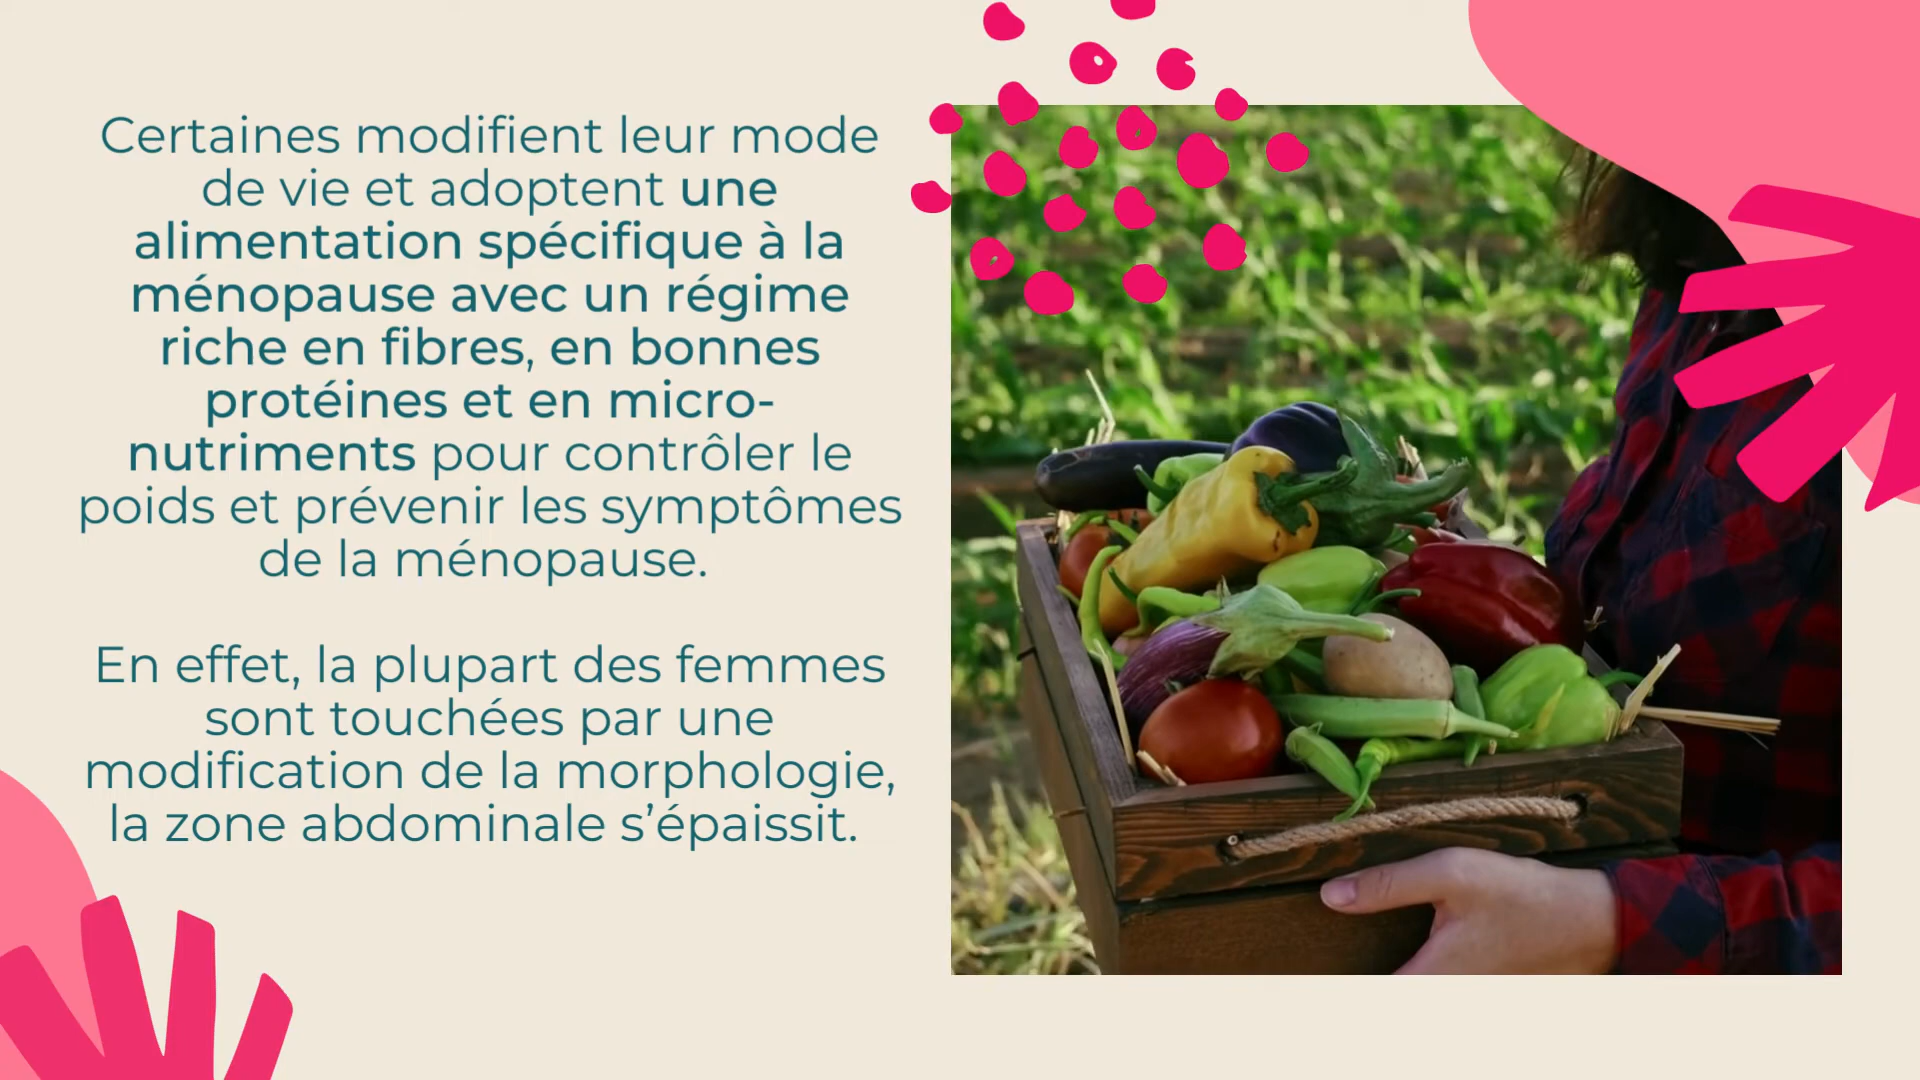 Certaines modifient leur mode
de vie et adoptent une
alimentation spécifique à la
ménopause avec un régime
riche en fibres, en bonnes
protéines et en micro-
nutriments pour contrôler le
poids et prévenir les symptômes
de la ménopause.
En effet, la plupart des femmes
sont touchées par une
modification de la morphologie,
la zone abdominale s’épaissit.